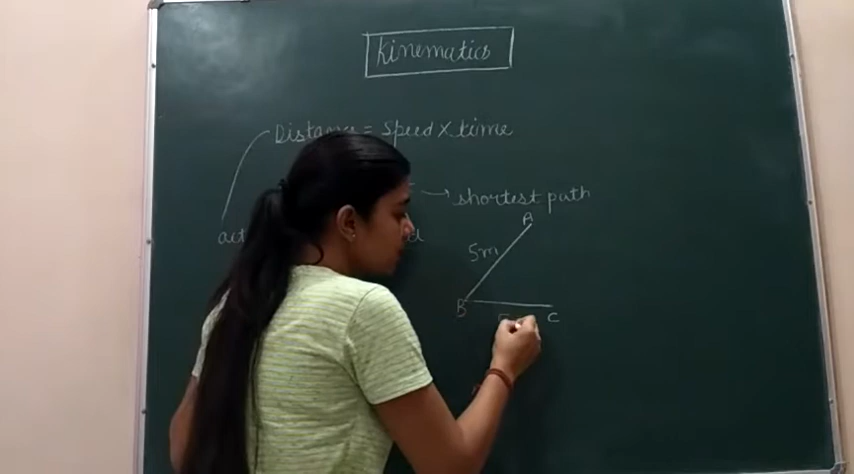 Kinematics
Distance = Speed X time
→ shortest path
A
5m
B
C